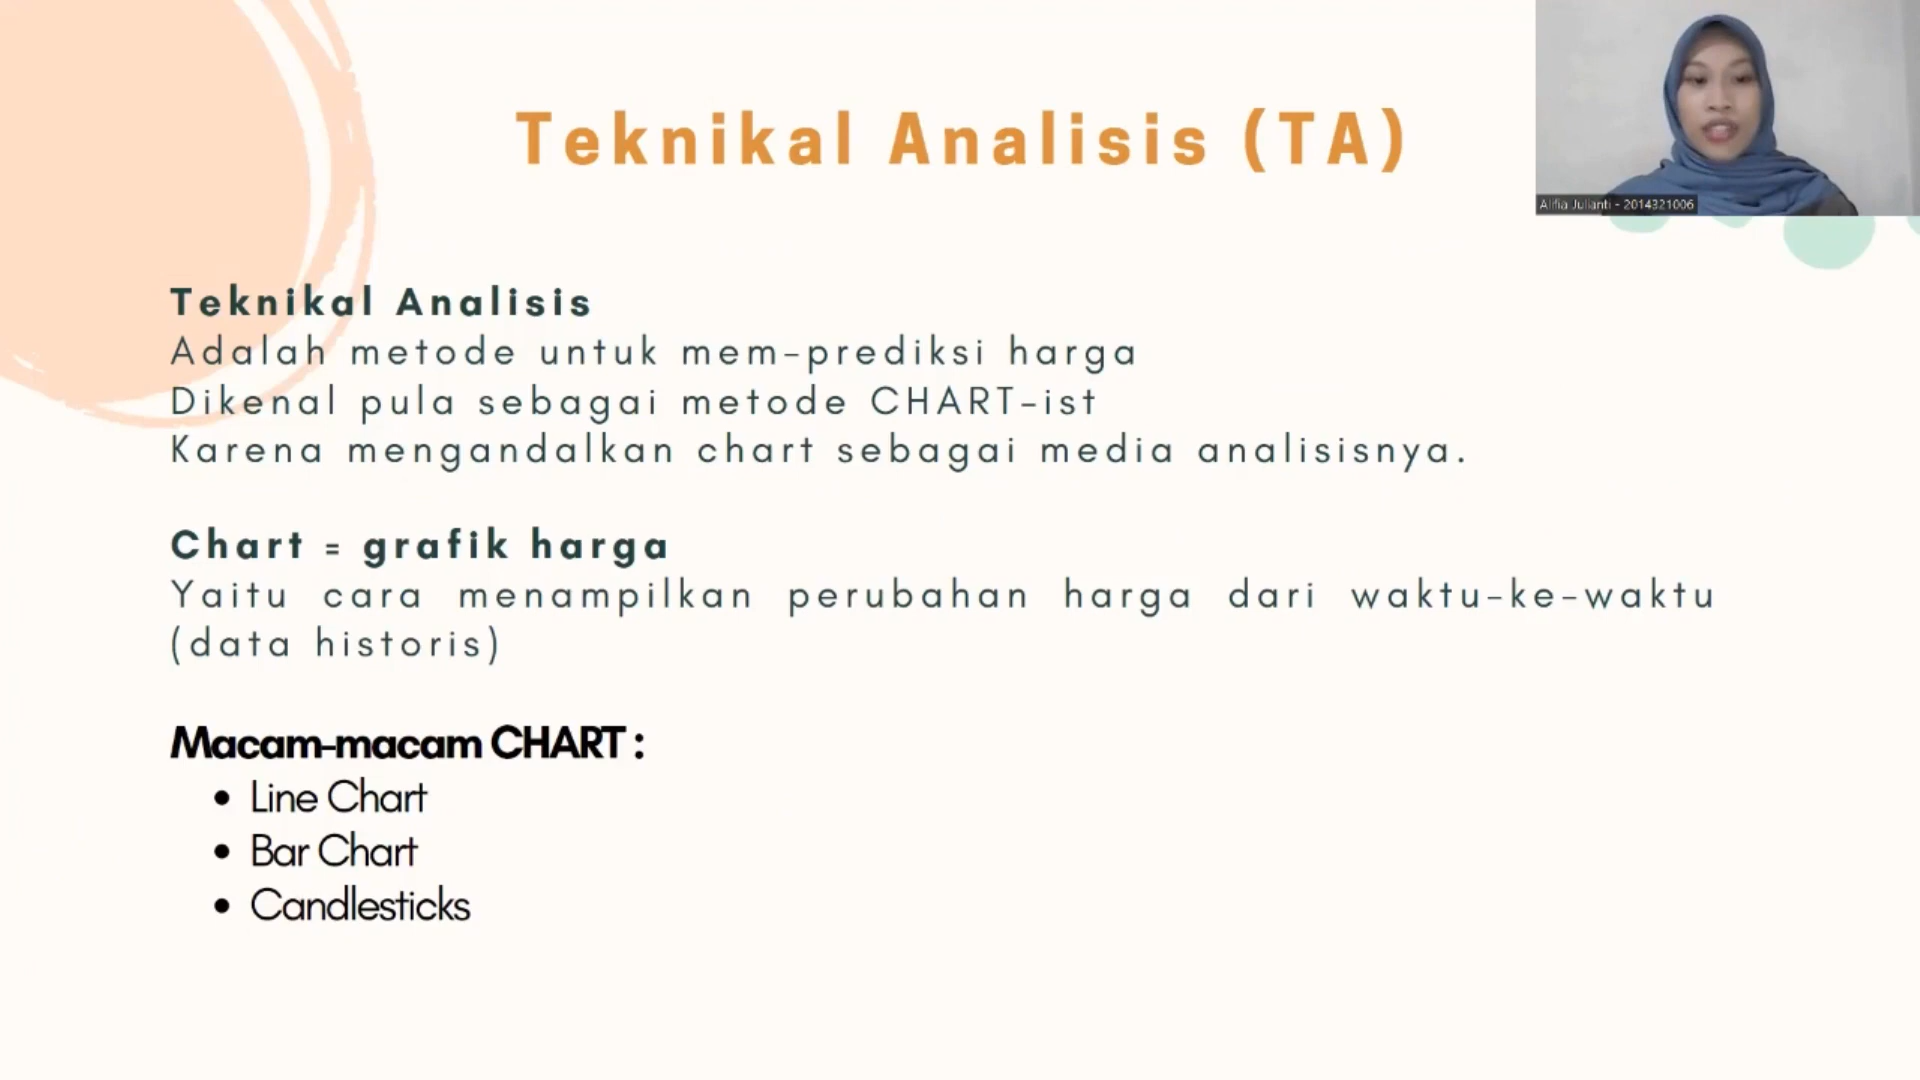 Teknikal Analisis (TA)
Alifia Julianti - 2014321006
Teknikal Analisis
Adalah metode untuk mem-prediksi harga
Dikenal pula sebagai metode CHART-ist
Karena mengandalkan chart sebagai media analisisnya.
Chart = grafik harga
Yaitu cara menampilkan perubahan harga dari waktu-ke-waktu
(data historis)
Macam-macam CHART :
• Line Chart
• Bar Chart
• Candlesticks